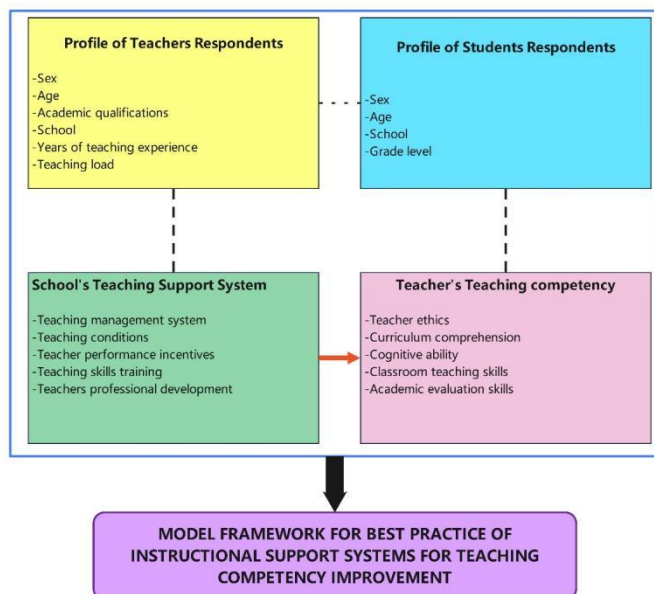 Profile of Teachers Respondents
-Sex
-Age
-Academic qualifications
-School
-Years of teaching experience
-Teaching load
Profile of Students Respondents
-Sex
-Age
-School
-Grade level
School's Teaching Support System
-Teaching management system
-Teaching conditions
-Teacher performance incentives
-Teaching skills training
-Teachers professional development
Teacher's Teaching competency
-Teacher ethics
-Curriculum comprehension
-Cognitive ability
-Classroom teaching skills
-Academic evaluation skills
MODEL FRAMEWORK FOR BEST PRACTICE OF
INSTRUCTIONAL SUPPORT SYSTEMS FOR TEACHING
COMPETENCY IMPROVEMENT